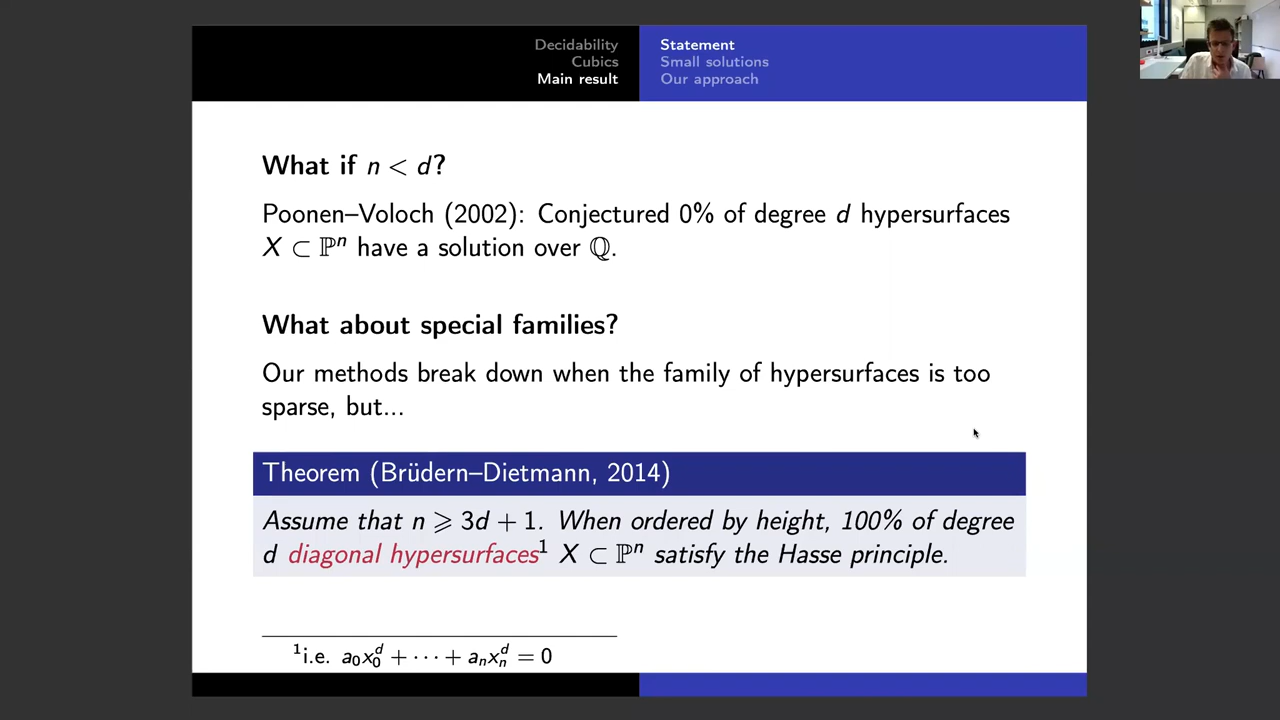 Decidability
Cubics
Main result
Statement
Small solutions
Our approach
What if n < d?
Poonen–Voloch (2002): Conjectured 0% of degree d hypersurfaces
X ⊂ ℙⁿ have a solution over ℚ.
What about special families?
Our methods break down when the family of hypersurfaces is too
sparse, but...
Theorem (Brüdern–Dietmann, 2014)
Assume that n ⩾ 3d + 1. When ordered by height, 100% of degree
d diagonal hypersurfaces¹ X ⊂ ℙⁿ satisfy the Hasse principle.
¹i.e. a₀x₀ᵈ + ⋯ + aₙxₙᵈ = 0